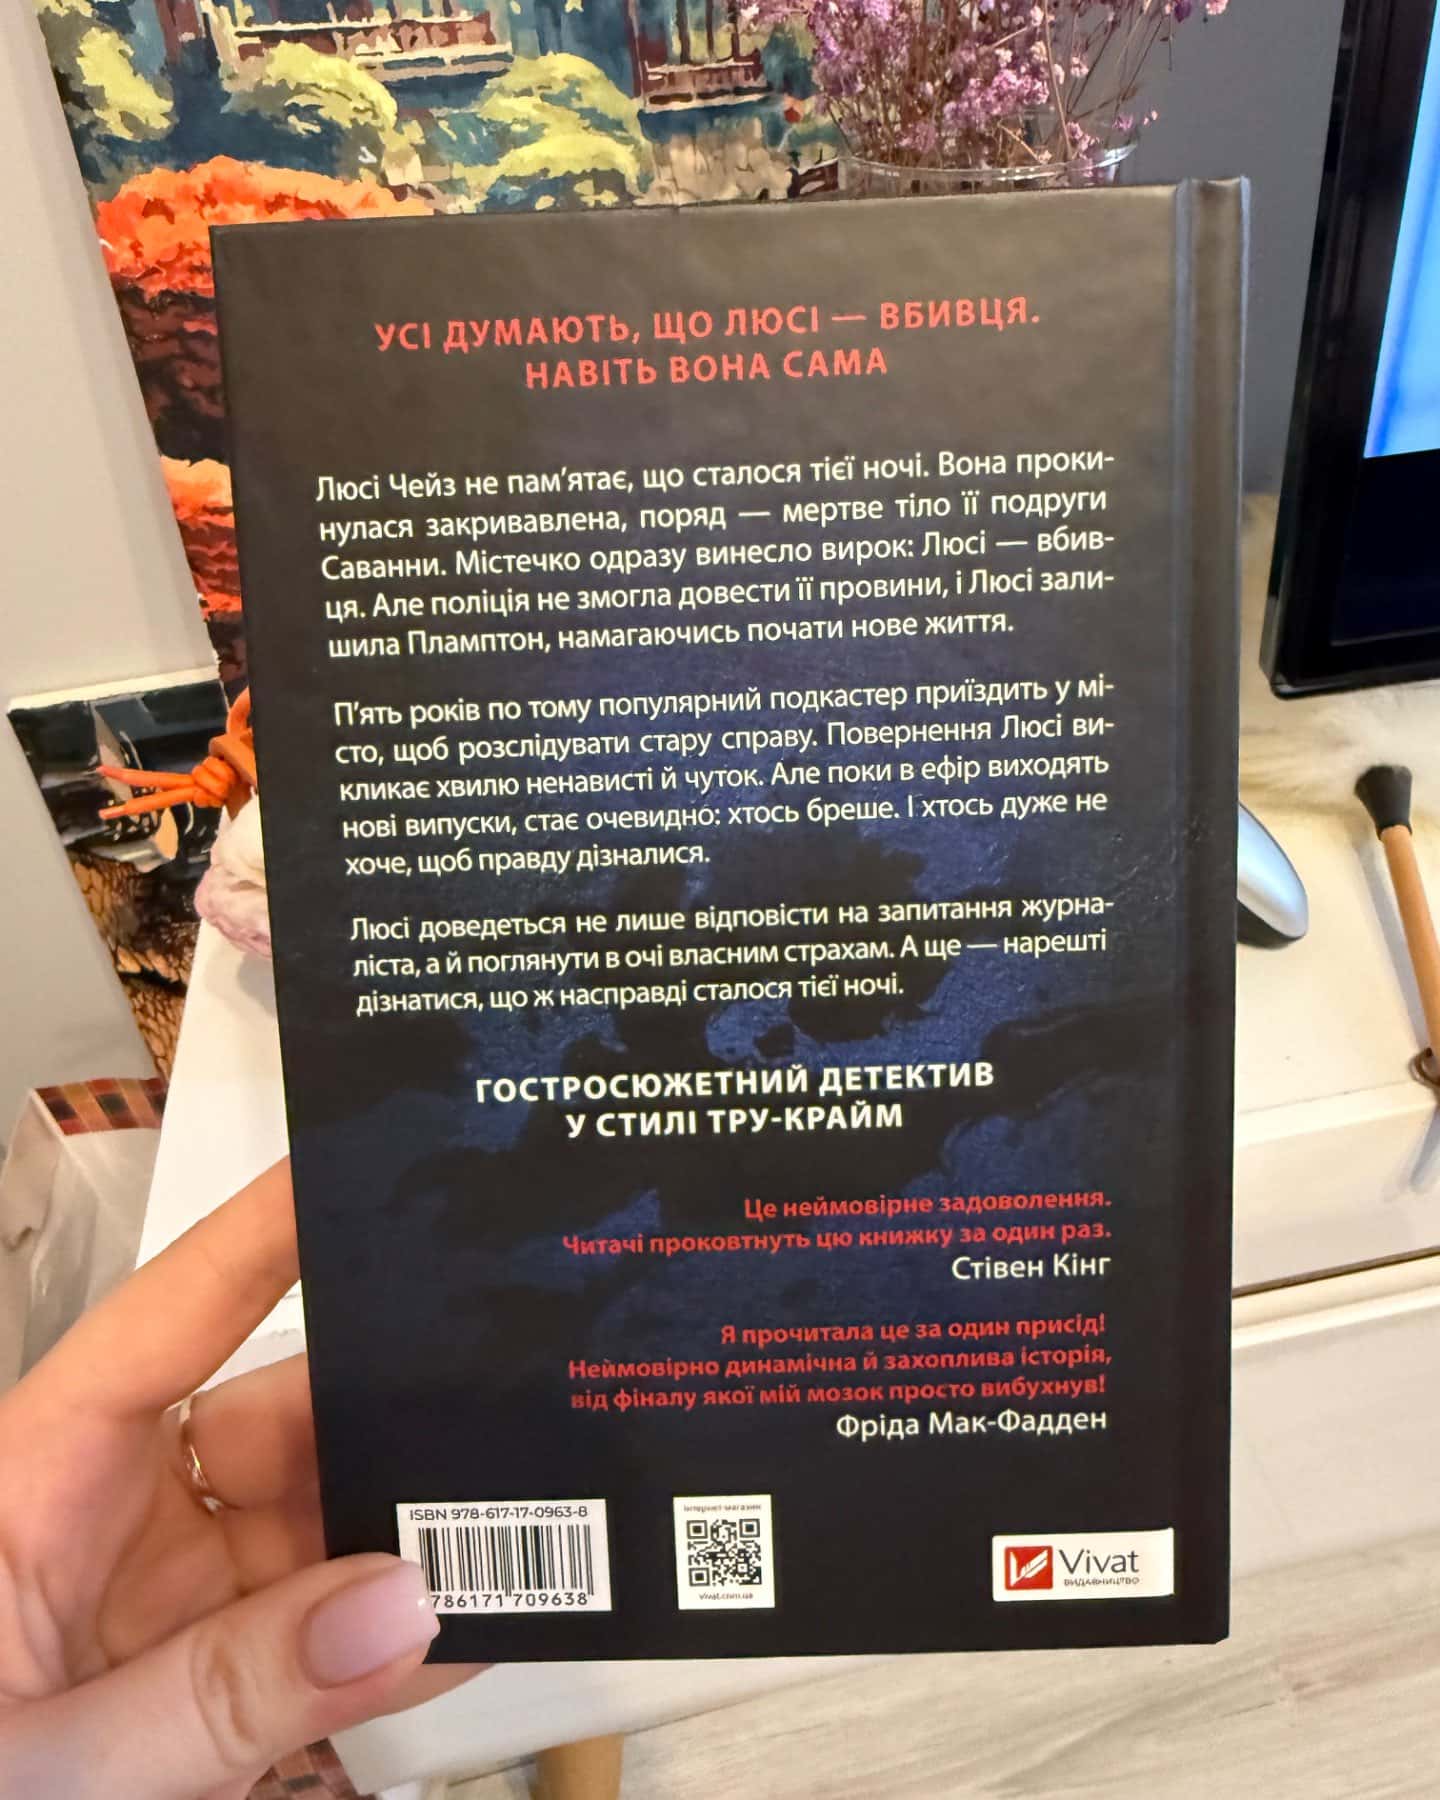 УСІ ДУМАЮТЬ, ЩО ЛЮСІ — ВБИВЦЯ.
НАВІТЬ ВОНА САМА
Люсі Чейз не пам’ятає, що сталося тієї ночі. Вона проки-
нулася закривавлена, поряд — мертве тіло її подруги
Саванни. Містечко одразу винесло вирок: Люсі — вбив-
ця. Але поліція не змогла довести її провини, і Люсі зали-
шила Пламптон, намагаючись почати нове життя.
П’ять років по тому популярний подкастер приїздить у мі-
сто, щоб розслідувати стару справу. Повернення Люсі ви-
кликає хвилю ненависті й чуток. Але поки в ефір виходять
нові випуски, стає очевидно: хтось бреше. І хтось дуже не
хоче, щоб правду дізналися.
Люсі доведеться не лише відповісти на запитання журна-
ліста, а й поглянути в очі власним страхам. А ще — нарешті
дізнатися, що ж насправді сталося тієї ночі.
ГОСТРОСЮЖЕТНИЙ ДЕТЕКТИВ
У СТИЛІ ТРУ-КРАЙМ
Це неймовірне задоволення.
Читачі проковтнуть цю книжку за один раз.
Стівен Кінг
Я прочитала це за один присід!
Неймовірно динамічна й захоплива історія,
від фіналу якої мій мозок просто вибухнув!
Фріда Мак-Фадден
ISBN 978-617-17-0963-8
786171 709638
інтернет-магазин
vivat.com.ua
Vivat
ВИДАВНИЦТВО